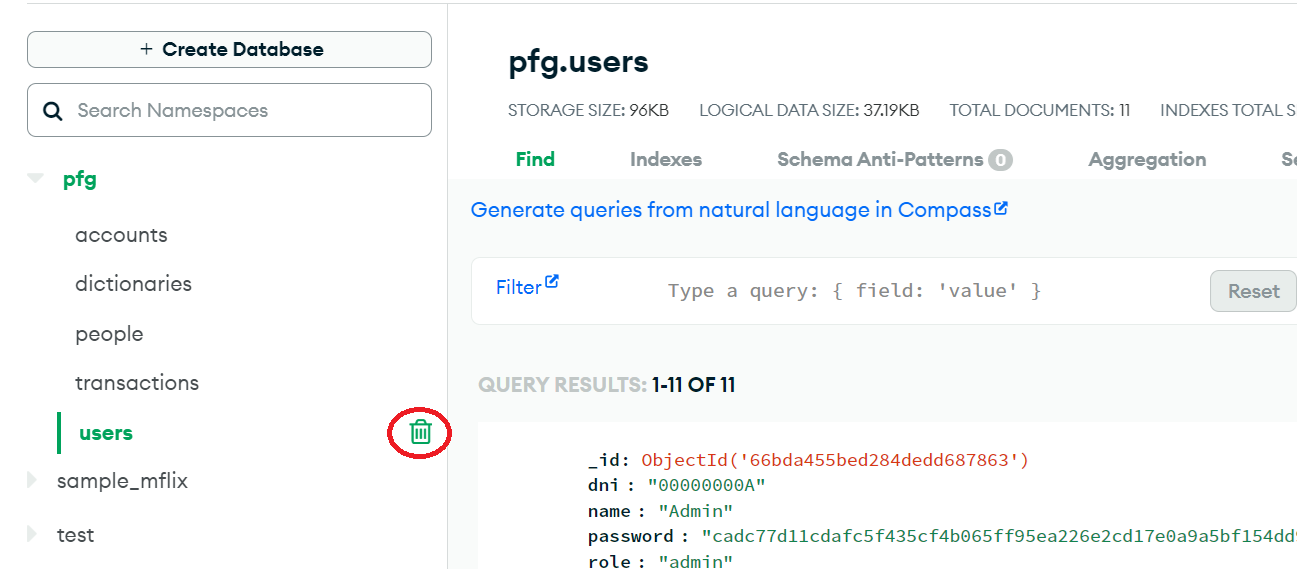 + Create Database
Search Namespaces
pfg
accounts
dictionaries
people
transactions
users
sample_mflix
test
pfg.users
STORAGE SIZE: 96KB LOGICAL DATA SIZE: 37.19KB TOTAL DOCUMENTS: 11 INDEXES TOTAL
Find Indexes Schema Anti-Patterns 0 Aggregation
Generate queries from natural language in Compass
Filter Type a query: { field: 'value' } Reset
QUERY RESULTS: 1-11 OF 11
_id: ObjectId('66bda455bed284dedd687863')
dni : "00000000A"
name : "Admin"
password : "cadc77d11cdafc5f435cf4b065ff95ea226e2cd17e0a9a5bf154dd9
role : "admin"